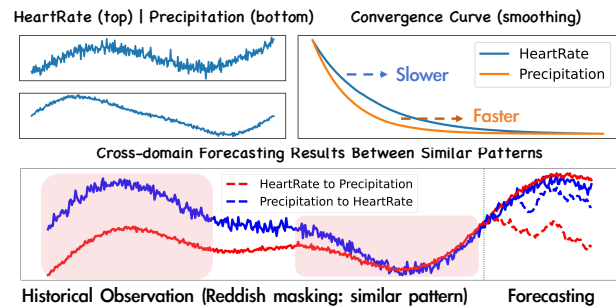 HeartRate (top) | Precipitation (bottom)
Convergence Curve (smoothing)
HeartRate
Precipitation
Slower
Faster
Cross-domain Forecasting Results Between Similar Patterns
HeartRate to Precipitation
Precipitation to HeartRate
Historical Observation (Reddish masking: similar pattern)
Forecasting